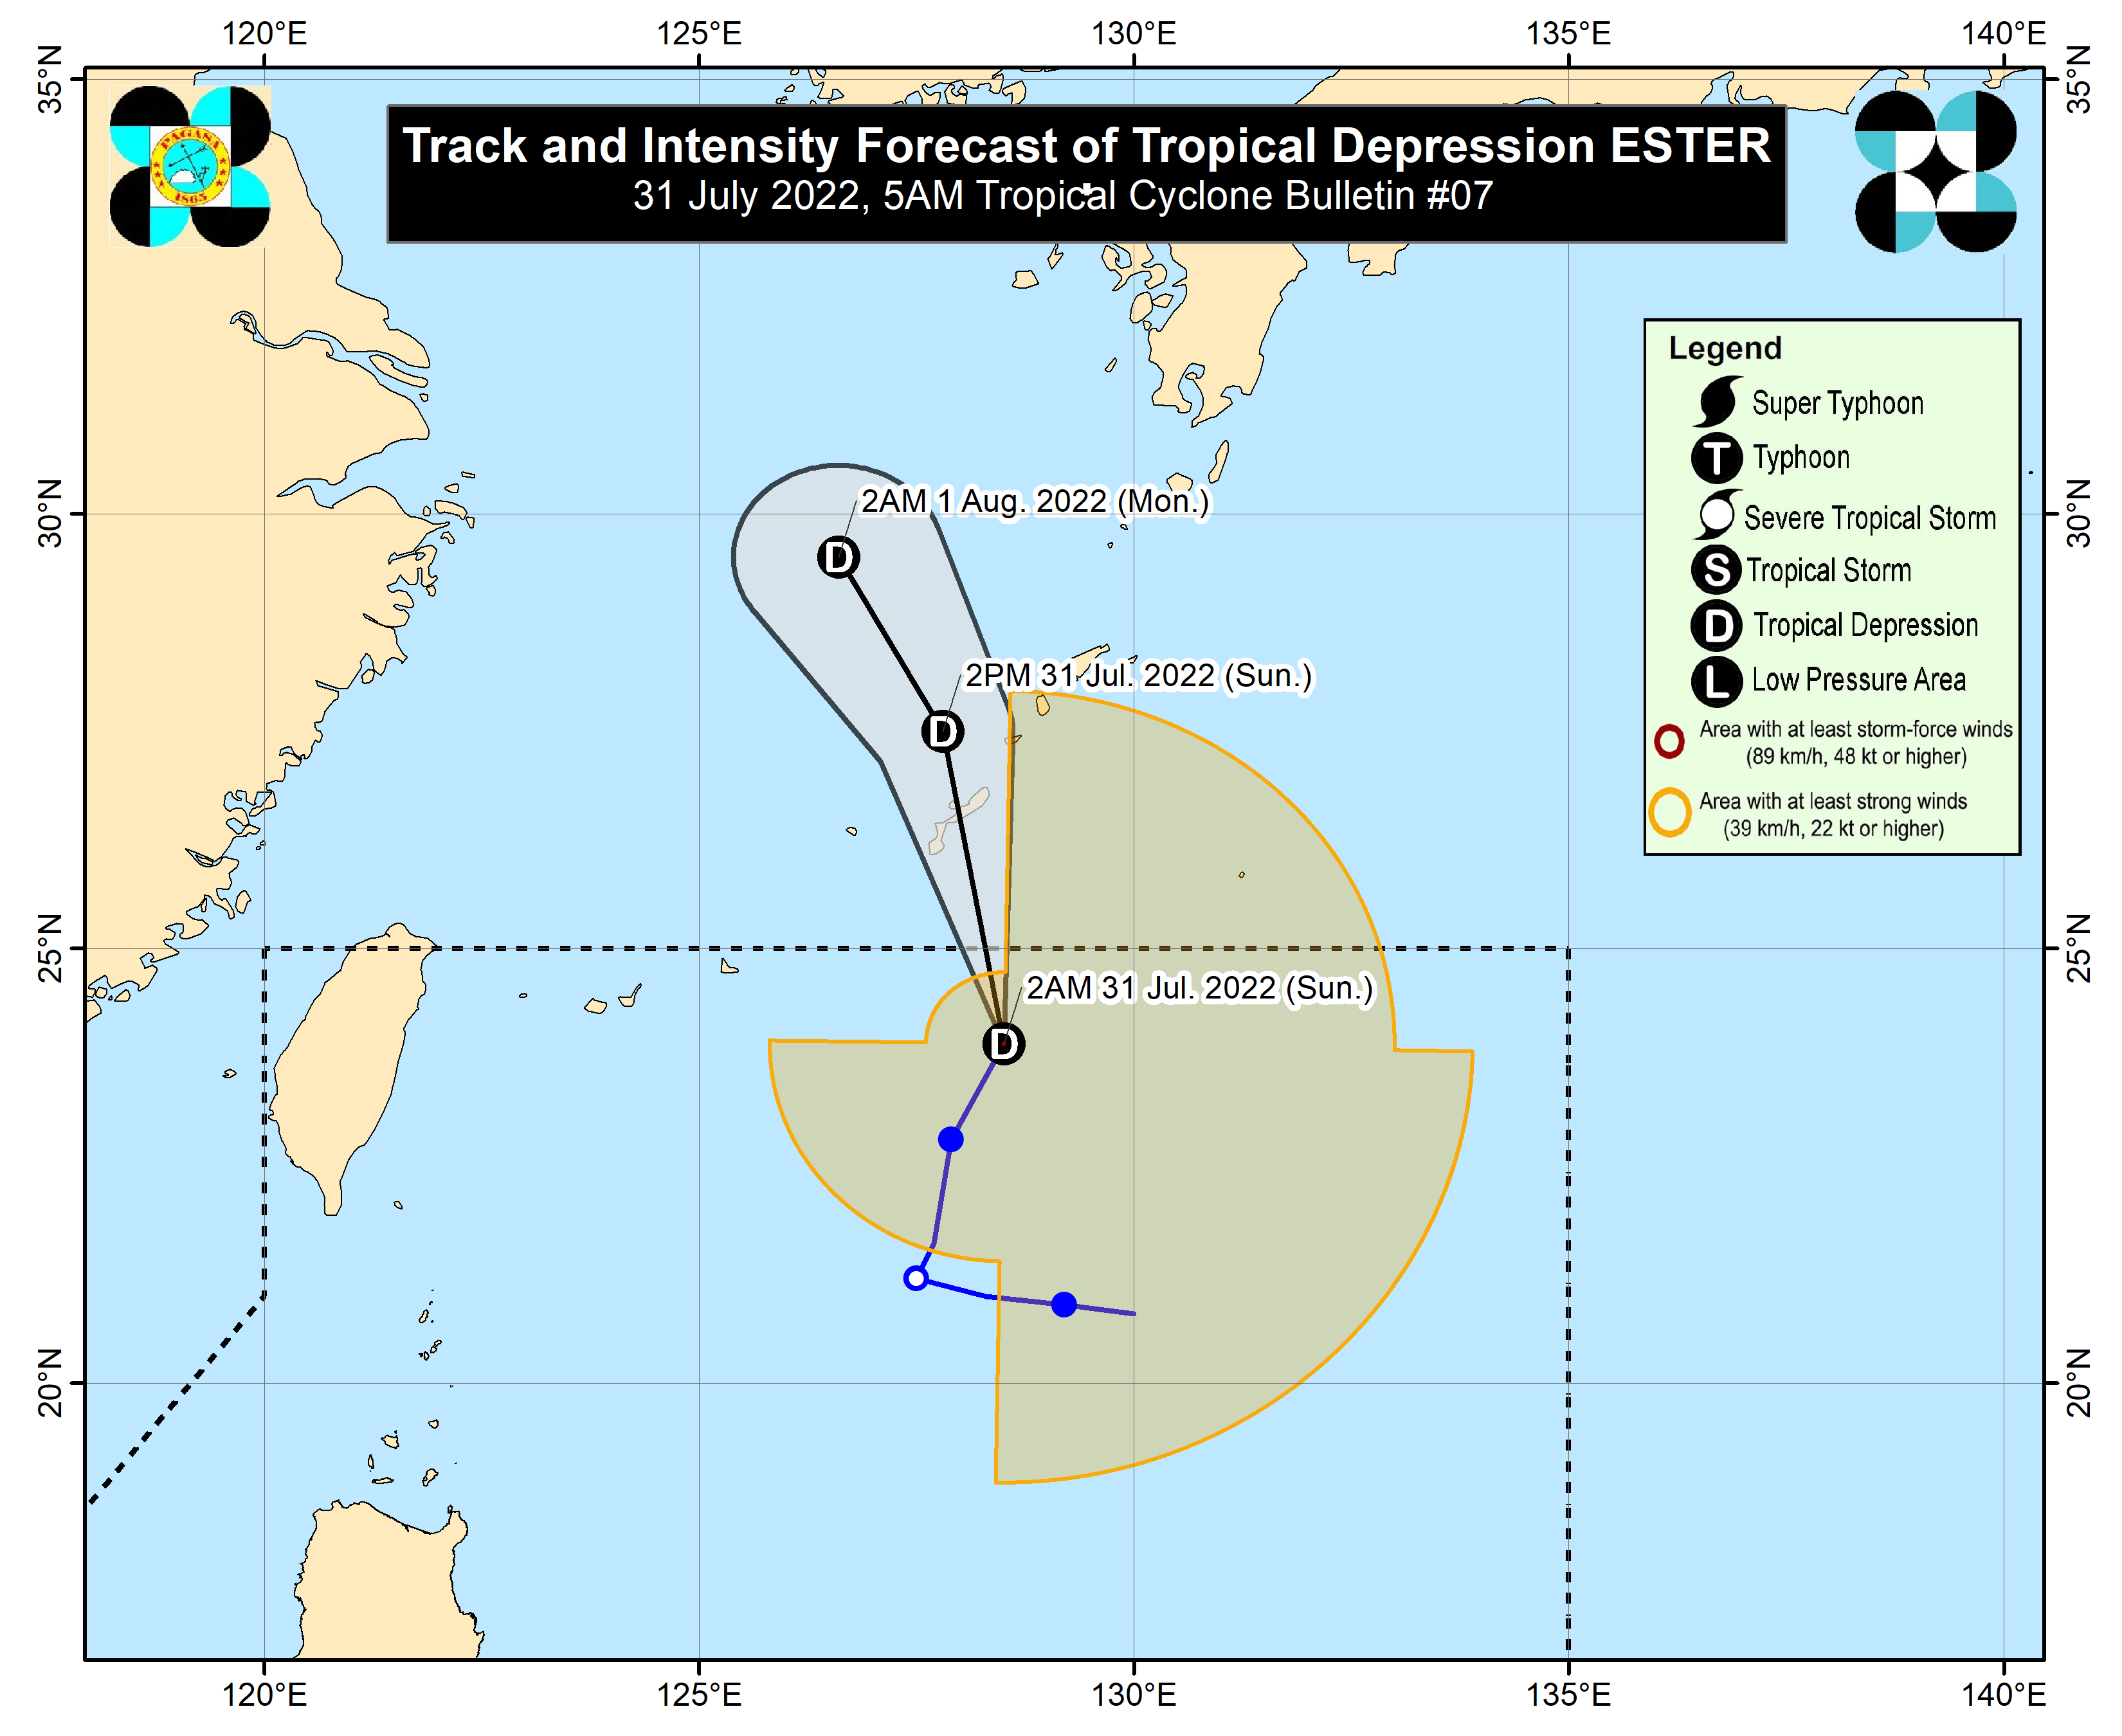 120°E 125°E 130°E 135°E 140°E
35°N 35°N
PAGASA
1865
Track and Intensity Forecast of Tropical Depression ESTER
31 July 2022, 5AM Tropical Cyclone Bulletin #07
Legend
Super Typhoon
T Typhoon
Severe Tropical Storm
S Tropical Storm
D Tropical Depression
L Low Pressure Area
Area with at least storm-force winds
(89 km/h, 48 kt or higher)
Area with at least strong winds
(39 km/h, 22 kt or higher)
2AM 1 Aug. 2022 (Mon.)
30°N 30°N
D
2PM 31 Jul. 2022 (Sun.)
D
25°N 25°N
2AM 31 Jul. 2022 (Sun.)
D
20°N 20°N
120°E 125°E 130°E 135°E 140°E